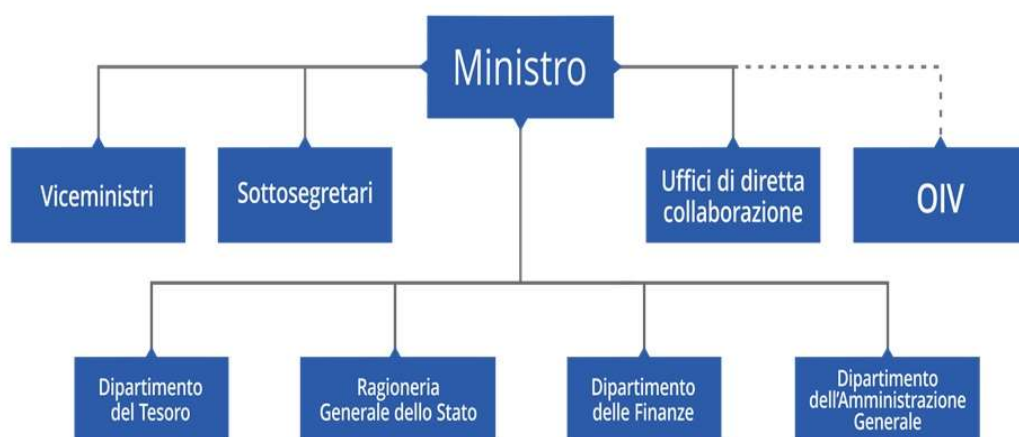 Ministro
Viceministri
Sottosegretari
Uffici di diretta
collaborazione
OIV
Dipartimento
del Tesoro
Ragioneria
Generale dello Stato
Dipartimento
delle Finanze
Dipartimento
dell'Amministrazione
Generale